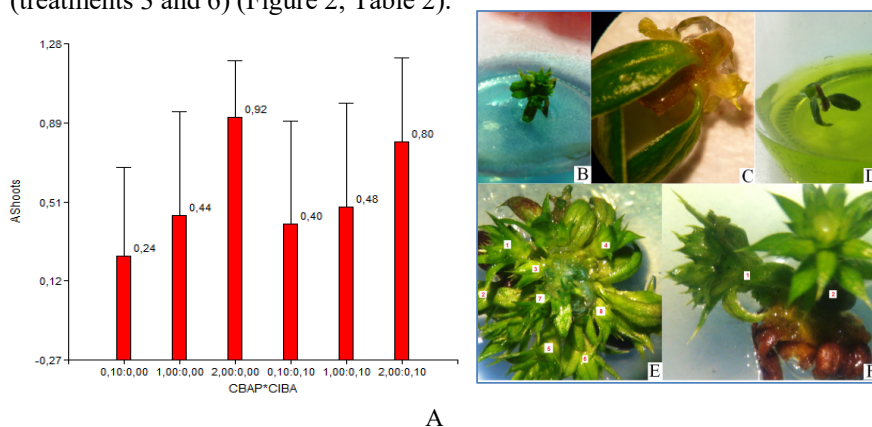 (treatments 3 and 6) (Figure 2, Table 2).
1,28
0,89
0,51
0,12
-0,27
AShoots
0,24
0,44
0,92
0,40
0,48
0,80
0,10:0,00 1,00:0,00 2,00:0,00 0,10:0,10 1,00:0,10 2,00:0,10
CBAP*CIBA
A
B
C
D
1
2
3
4
7
8
5
6
E
1
2
F